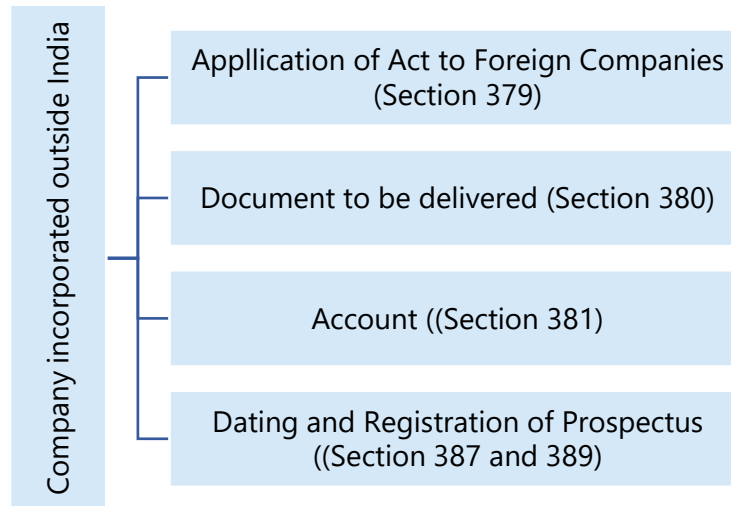 Company incorporated outside India
Appllication of Act to Foreign Companies
(Section 379)
Document to be delivered (Section 380)
Account ((Section 381)
Dating and Registration of Prospectus
((Section 387 and 389)